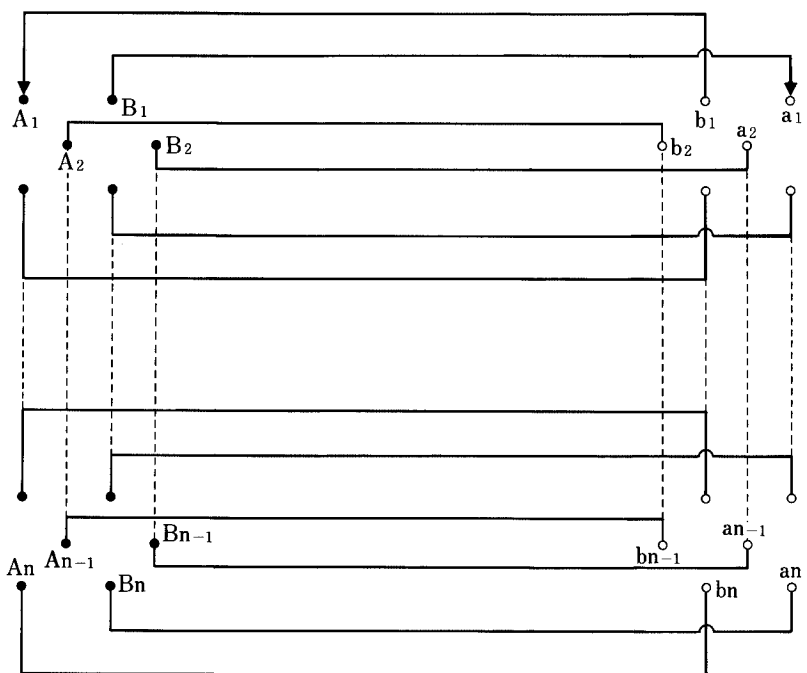 A1 B1 b1 a1
A2 B2 b2 a2
An−1 Bn−1 bn−1 an−1
An Bn bn an